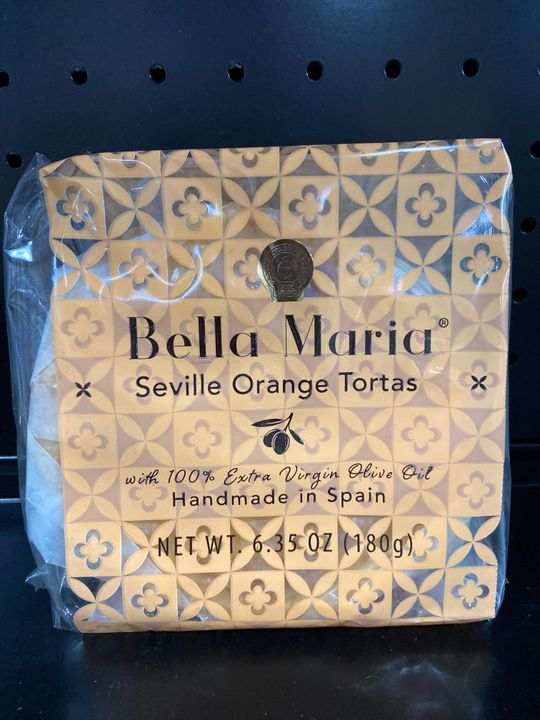 Bella Maria®
Seville Orange Tortas
with 100% Extra Virgin Olive Oil
Handmade in Spain
NET WT. 6.35 OZ (180g)